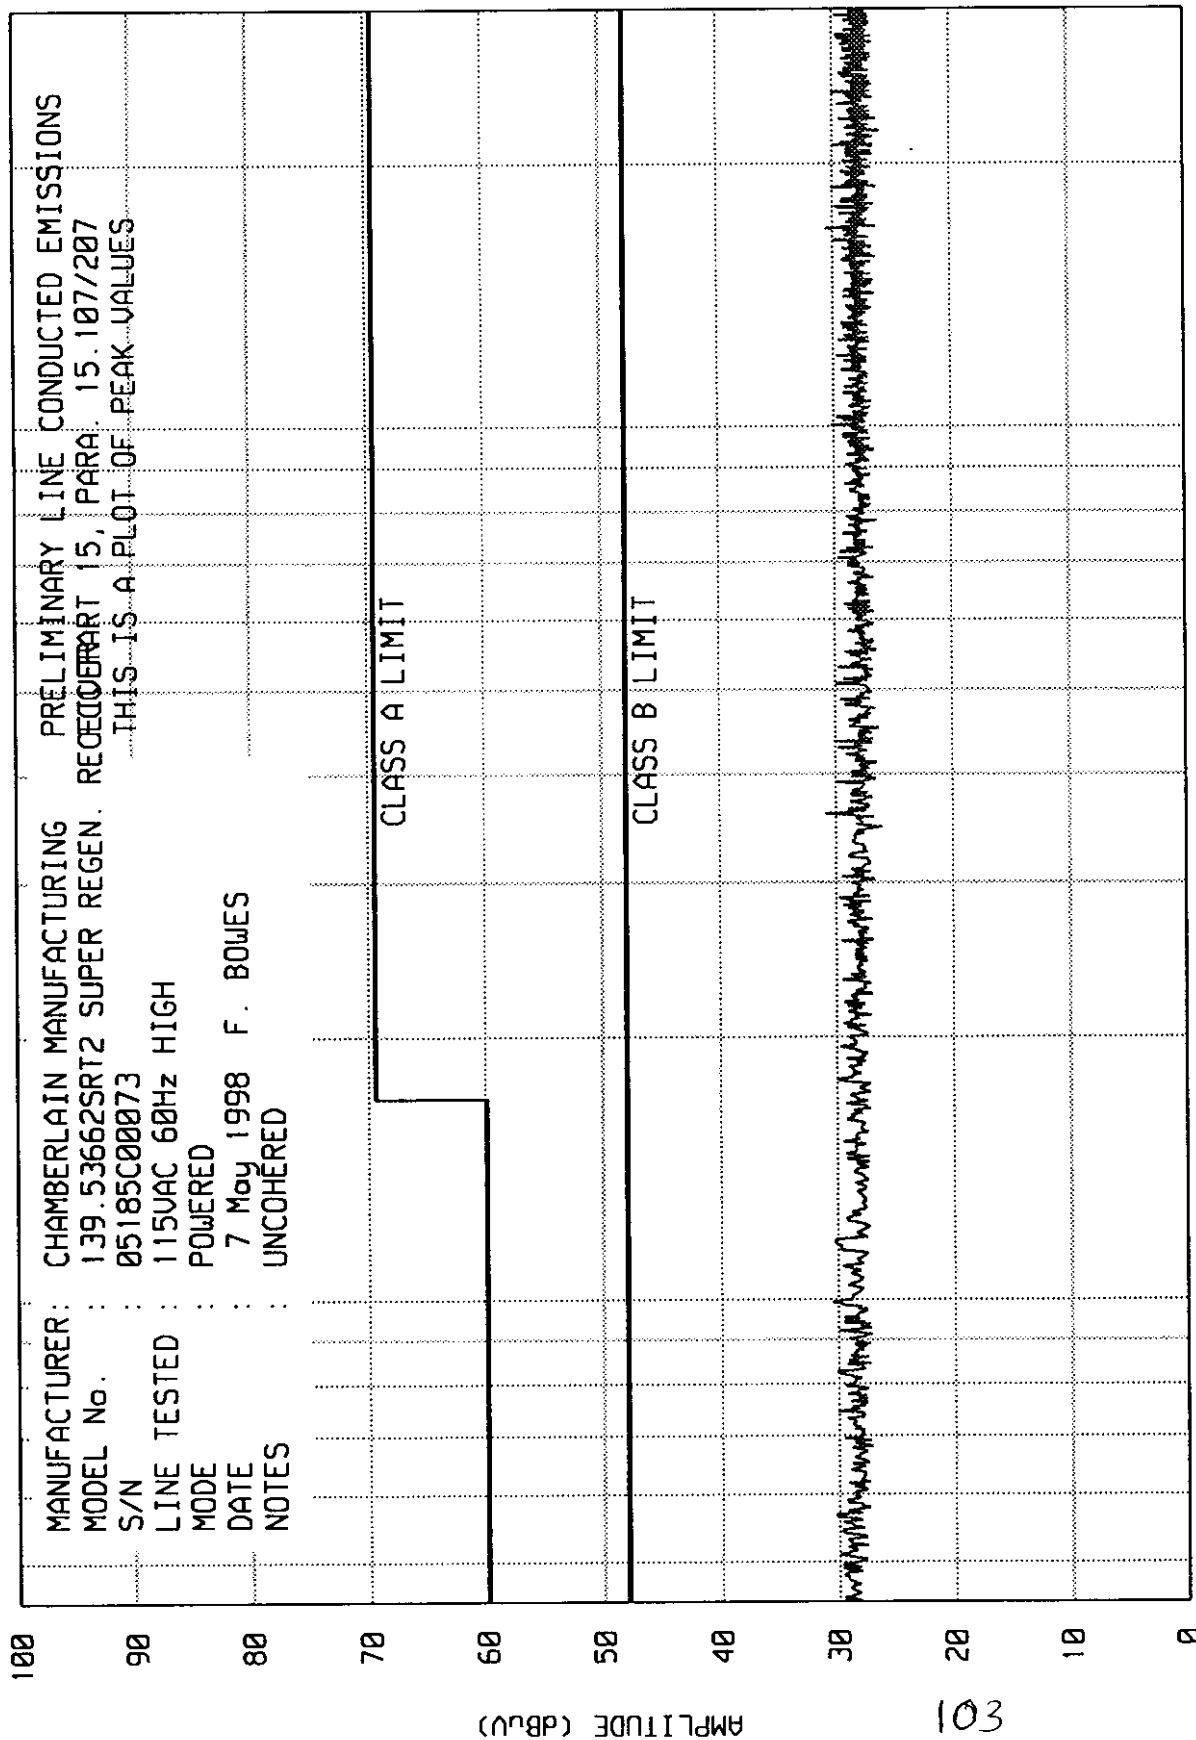 MANUFACTURER : CHAMBERLAIN MANUFACTURING
MODEL No. : 139.53662SRT2 SUPER REGEN.
S/N : 05185C00073
LINE TESTED : 115VAC 60Hz HIGH
MODE : POWERED
DATE : 7 May 1998 F. BOWES
NOTES : UNCOHERED
PRELIMINARY LINE CONDUCTED EMISSIONS
15, PARA. 15.107/207
THIS IS A PLOT OF PEAK VALUES
CLASS A LIMIT
CLASS B LIMIT
AMPLITUDE (dBuV)
100
90
80
70
60
50
40
30
20
10
0
103